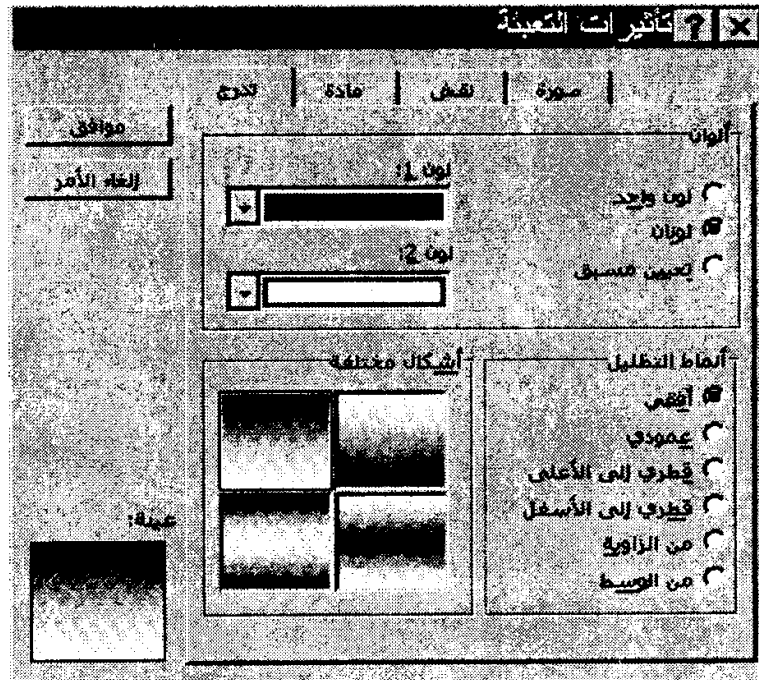 تأثيرات التعبئة
صورة
نقش
مادة
تدرج
موافق
إلغاء الأمر
ألوان
لون واحد
لونان
تعيين مسبق
لون 1:
لون 2:
أنماط التظليل
أفقي
عمودي
قطري إلى الأعلى
قطري إلى الأسفل
من الزاوية
من الوسط
أشكال مختلفة
عينة: